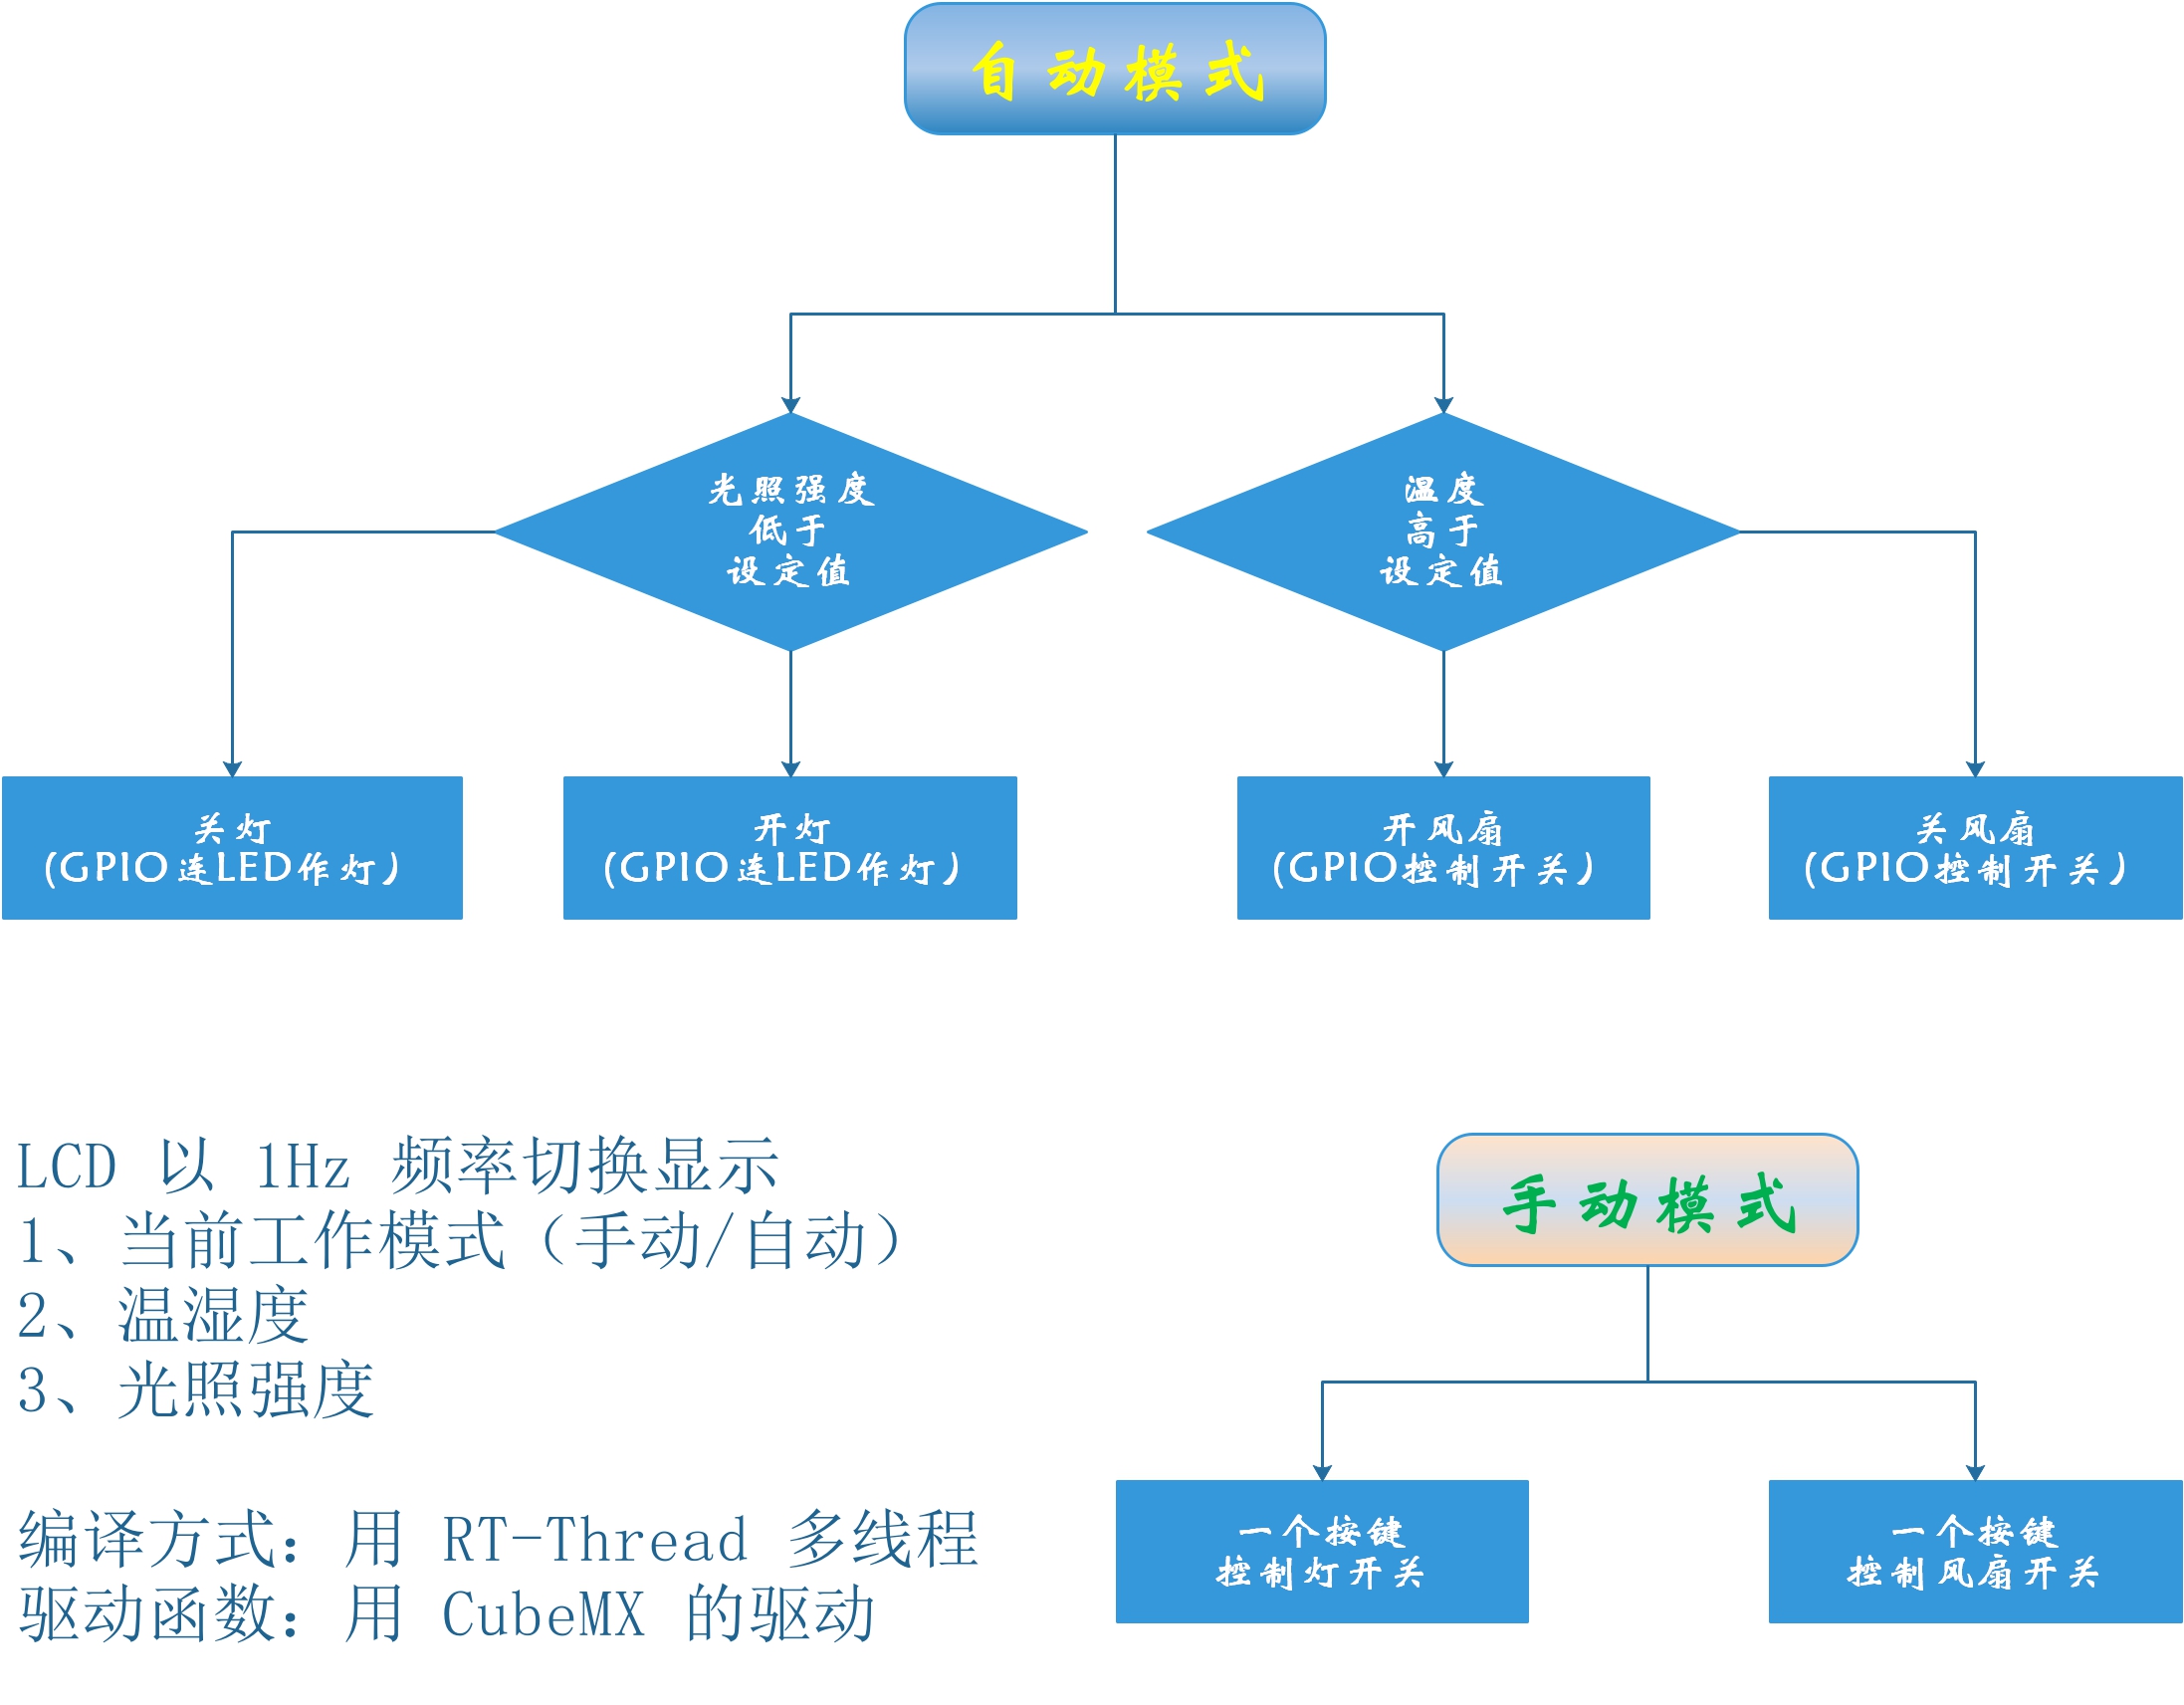 自动模式
光照强度
低于
设定值
温度
高于
设定值
关灯
(GPIO连LED作灯)
开灯
(GPIO连LED作灯)
开风扇
(GPIO控制开关)
关风扇
(GPIO控制开关)
LCD 以 1Hz 频率切换显示
1、当前工作模式（手动/自动）
2、温湿度
3、光照强度
编译方式：用 RT-Thread 多线程
驱动函数：用 CubeMX 的驱动
手动模式
一个按键
控制灯开关
一个按键
控制风扇开关